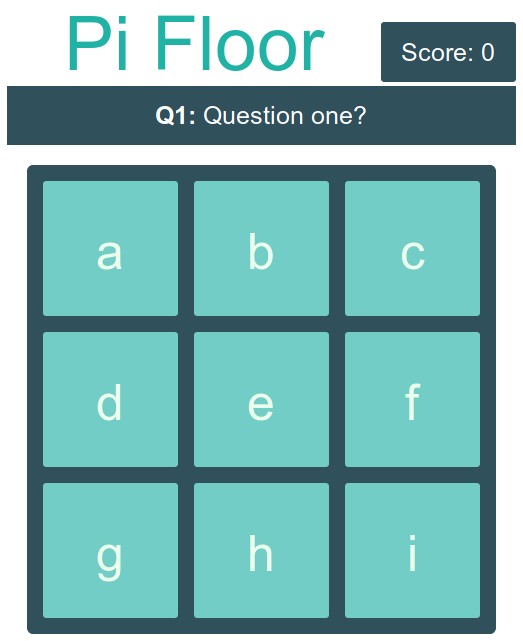 Pi Floor
Score: 0
Q1: Question one?
a b c
d e f
g h i